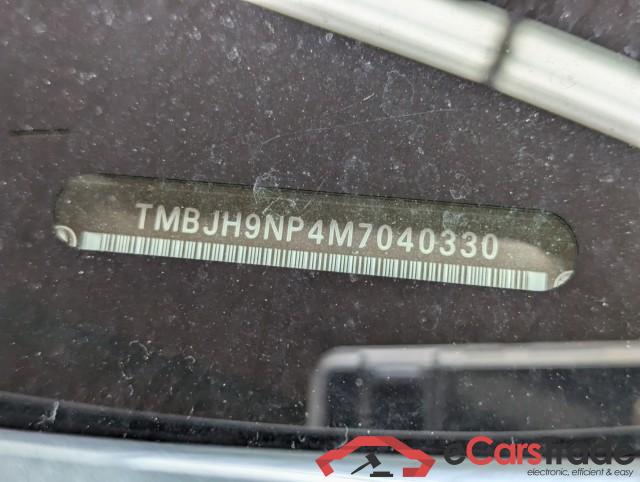 TMBJH9NP4M7040330
eCarsTrade
electronic, efficient & easy